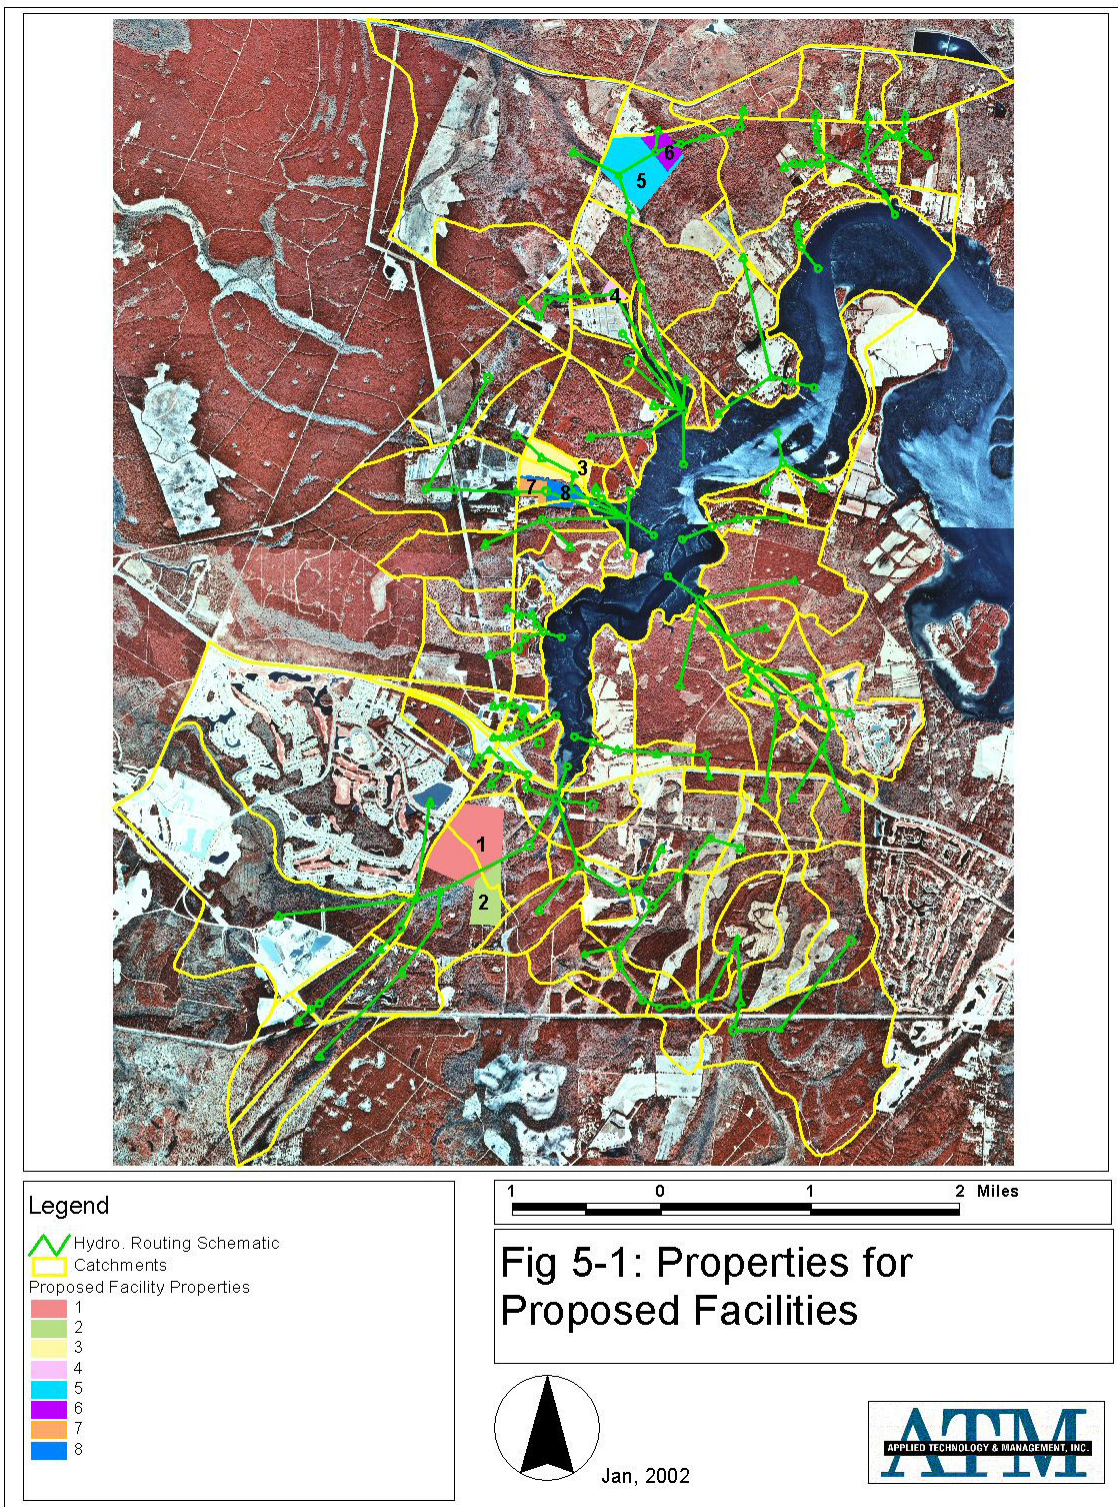 6
5
4
3
7
8
1
2
Legend
Hydro. Routing Schematic
Catchments
Proposed Facility Properties
1
2
3
4
5
6
7
8
1 0 1 2 Miles
Fig 5-1: Properties for
Proposed Facilities
Jan, 2002
ATM
APPLIED TECHNOLOGY & MANAGEMENT, INC.